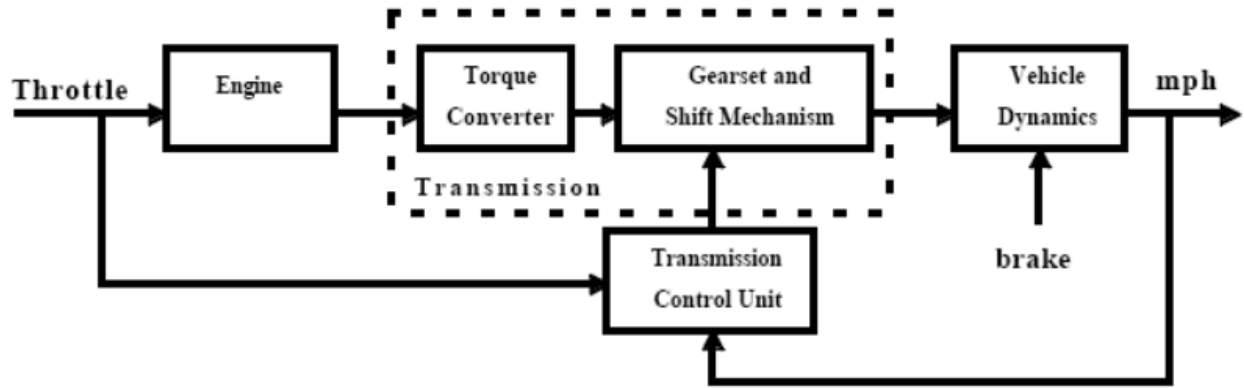 Throttle
Engine
Torque
Converter
Gearset and
Shift Mechanism
Vehicle
Dynamics
mph
Transmission
brake
Transmission
Control Unit